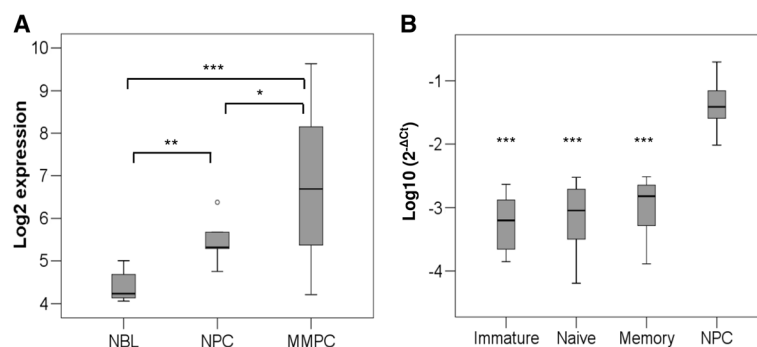 A
Log2 expression
10
9
8
7
6
5
4
***
*
**
NBL NPC MMPC
B
Log10 (2-ΔCt)
-1
-2
-3
-4
*** *** ***
Immature Naive Memory NPC